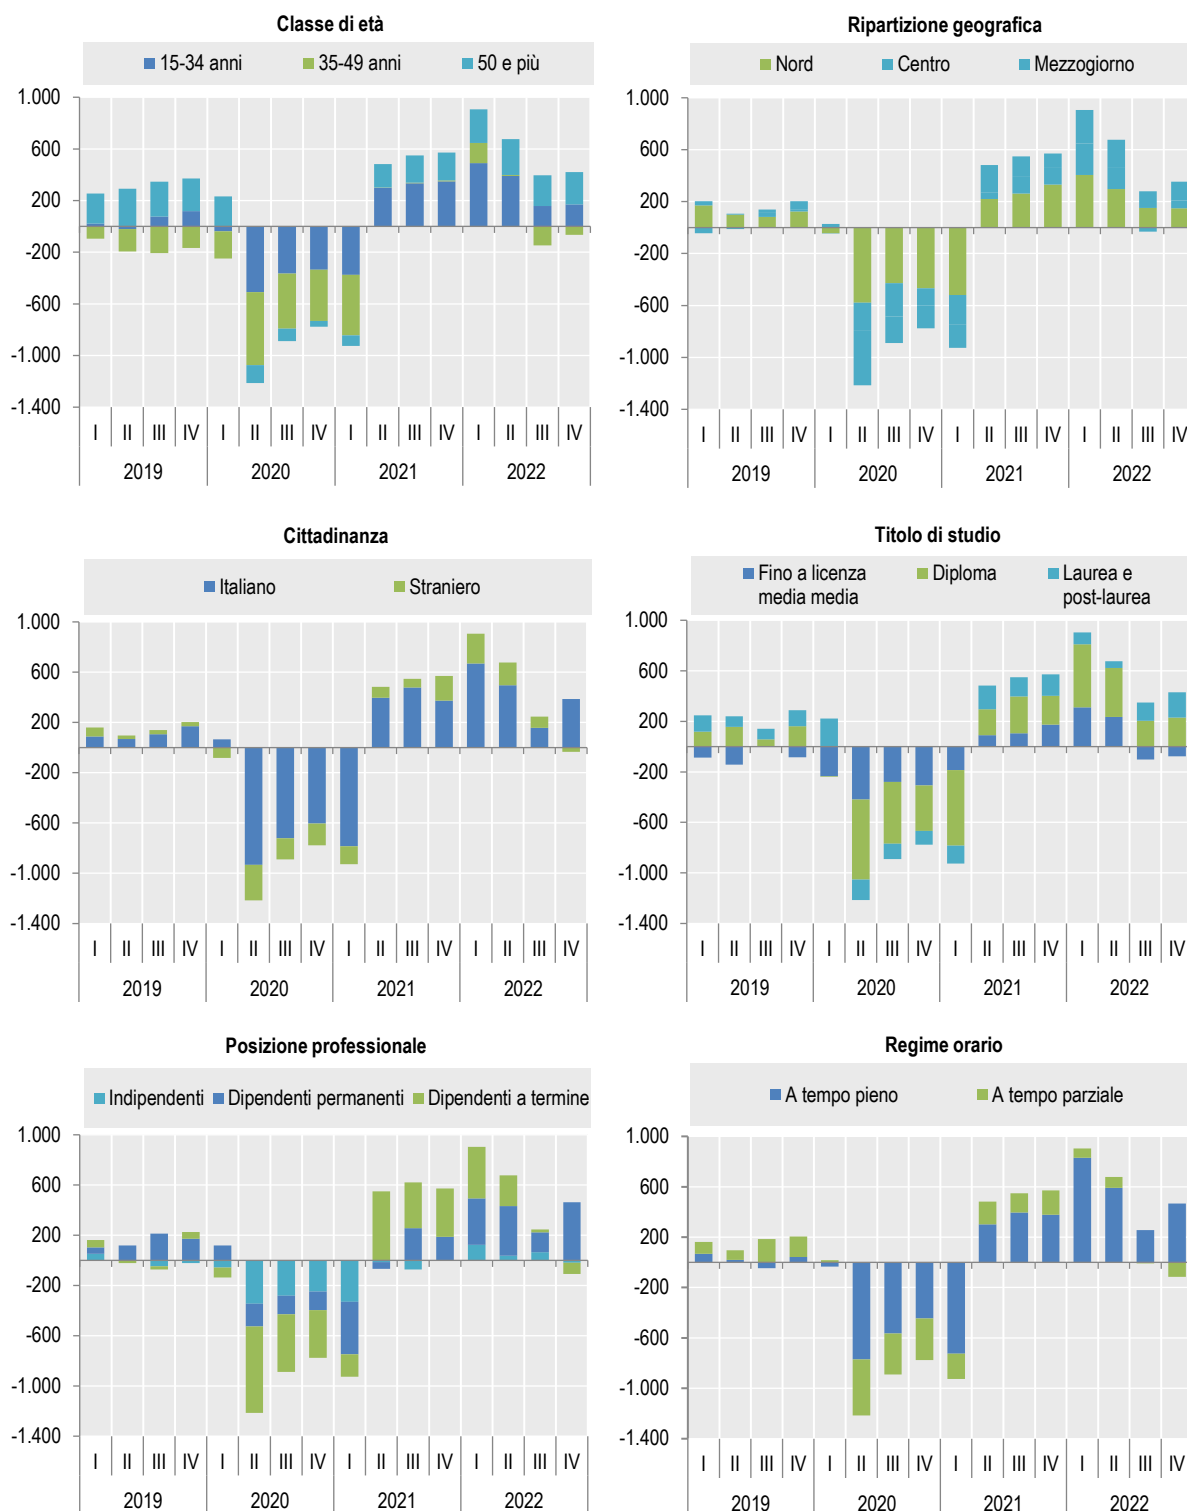 Classe di età
15-34 anni 35-49 anni 50 e più
1.000
600
200
-200
-600
-1.000
-1.400
I II III IV I II III IV I II III IV I II III IV
2019 2020 2021 2022
Ripartizione geografica
Nord Centro Mezzogiorno
1.000
600
200
-200
-600
-1.000
-1.400
I II III IV I II III IV I II III IV I II III IV
2019 2020 2021 2022
Cittadinanza
Italiano Straniero
1.000
600
200
-200
-600
-1.000
-1.400
I II III IV I II III IV I II III IV I II III IV
2019 2020 2021 2022
Titolo di studio
Fino a licenza media media Diploma Laurea e post-laurea
1.000
600
200
-200
-600
-1.000
-1.400
I II III IV I II III IV I II III IV I II III IV
2019 2020 2021 2022
Posizione professionale
Indipendenti Dipendenti permanenti Dipendenti a termine
1.000
600
200
-200
-600
-1.000
-1.400
I II III IV I II III IV I II III IV I II III IV
2019 2020 2021 2022
Regime orario
A tempo pieno A tempo parziale
1.000
600
200
-200
-600
-1.000
-1.400
I II III IV I II III IV I II III IV I II III IV
2019 2020 2021 2022